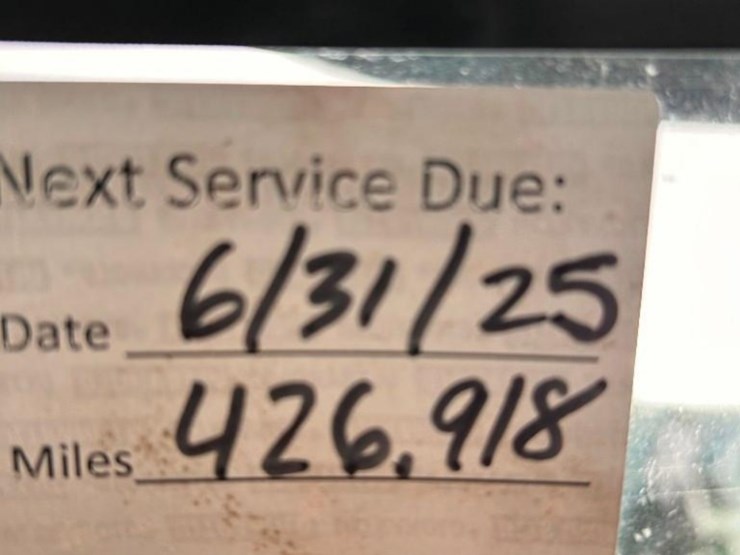 Next Service Due:
Date 6/31/25
Miles 426,918